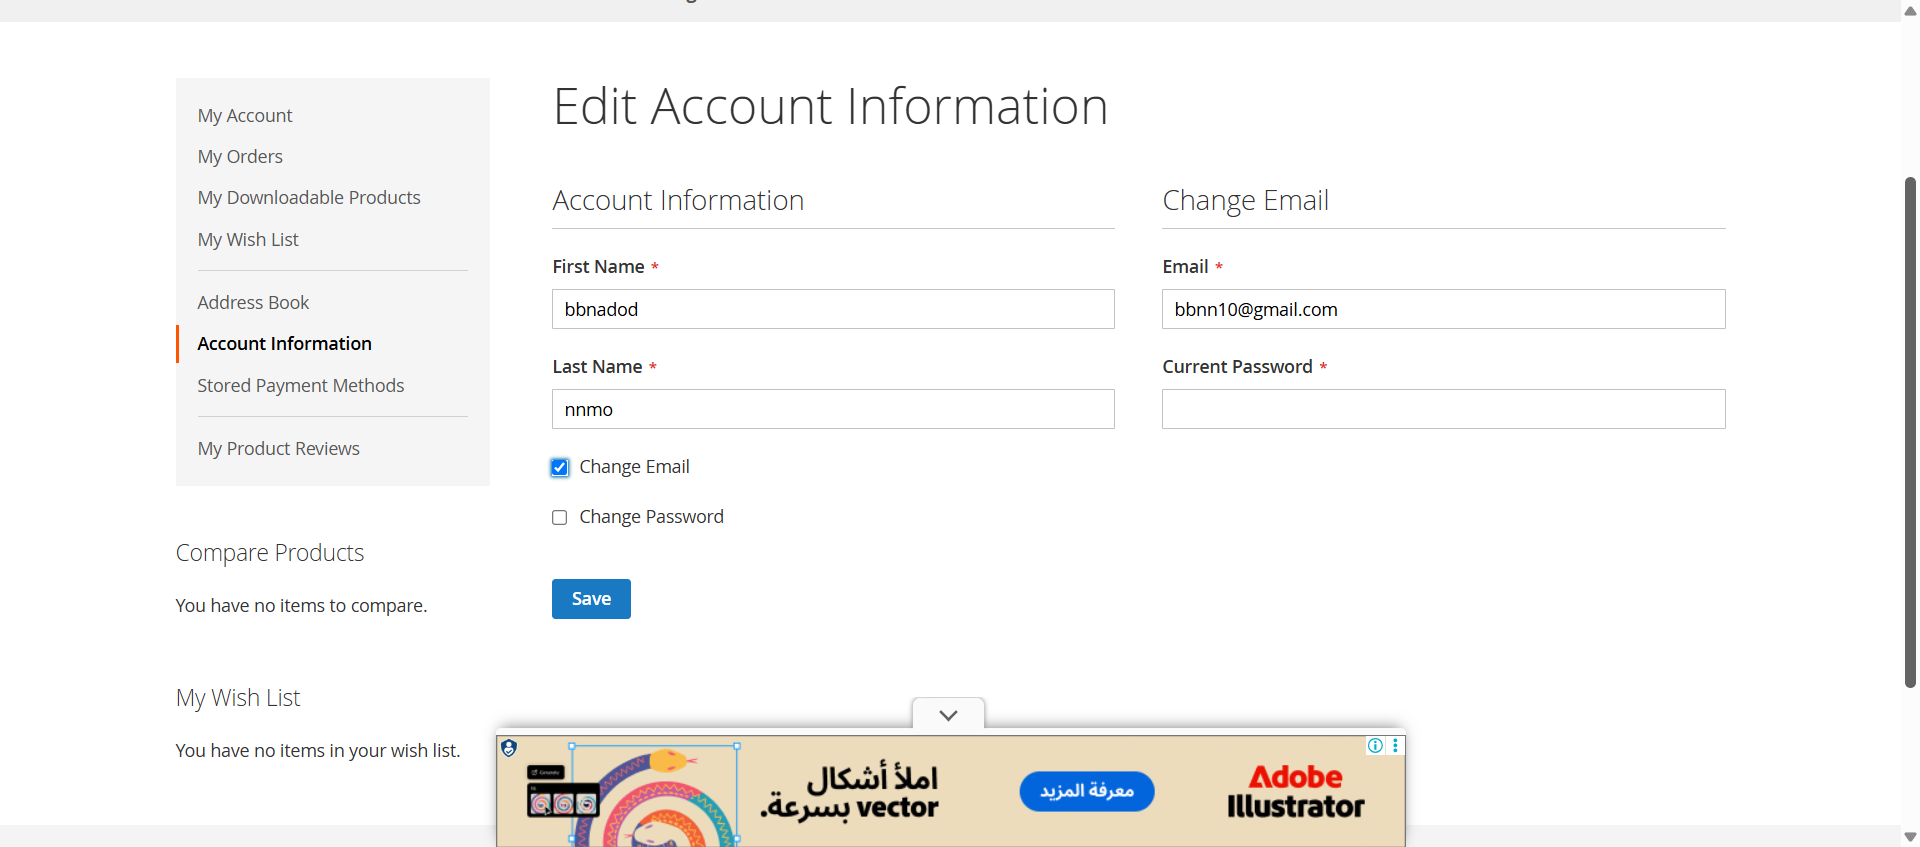 My Account
My Orders
My Downloadable Products
My Wish List
Address Book
Account Information
Stored Payment Methods
My Product Reviews
Compare Products
You have no items to compare.
My Wish List
You have no items in your wish list.
Edit Account Information
Account Information
First Name *
bbnadod
Last Name *
nnmo
Change Email
Change Password
Save
Change Email
Email *
bbnn10@gmail.com
Current Password *
املأ أشكال
vector بسرعة.
معرفة المزيد
Adobe
Illustrator